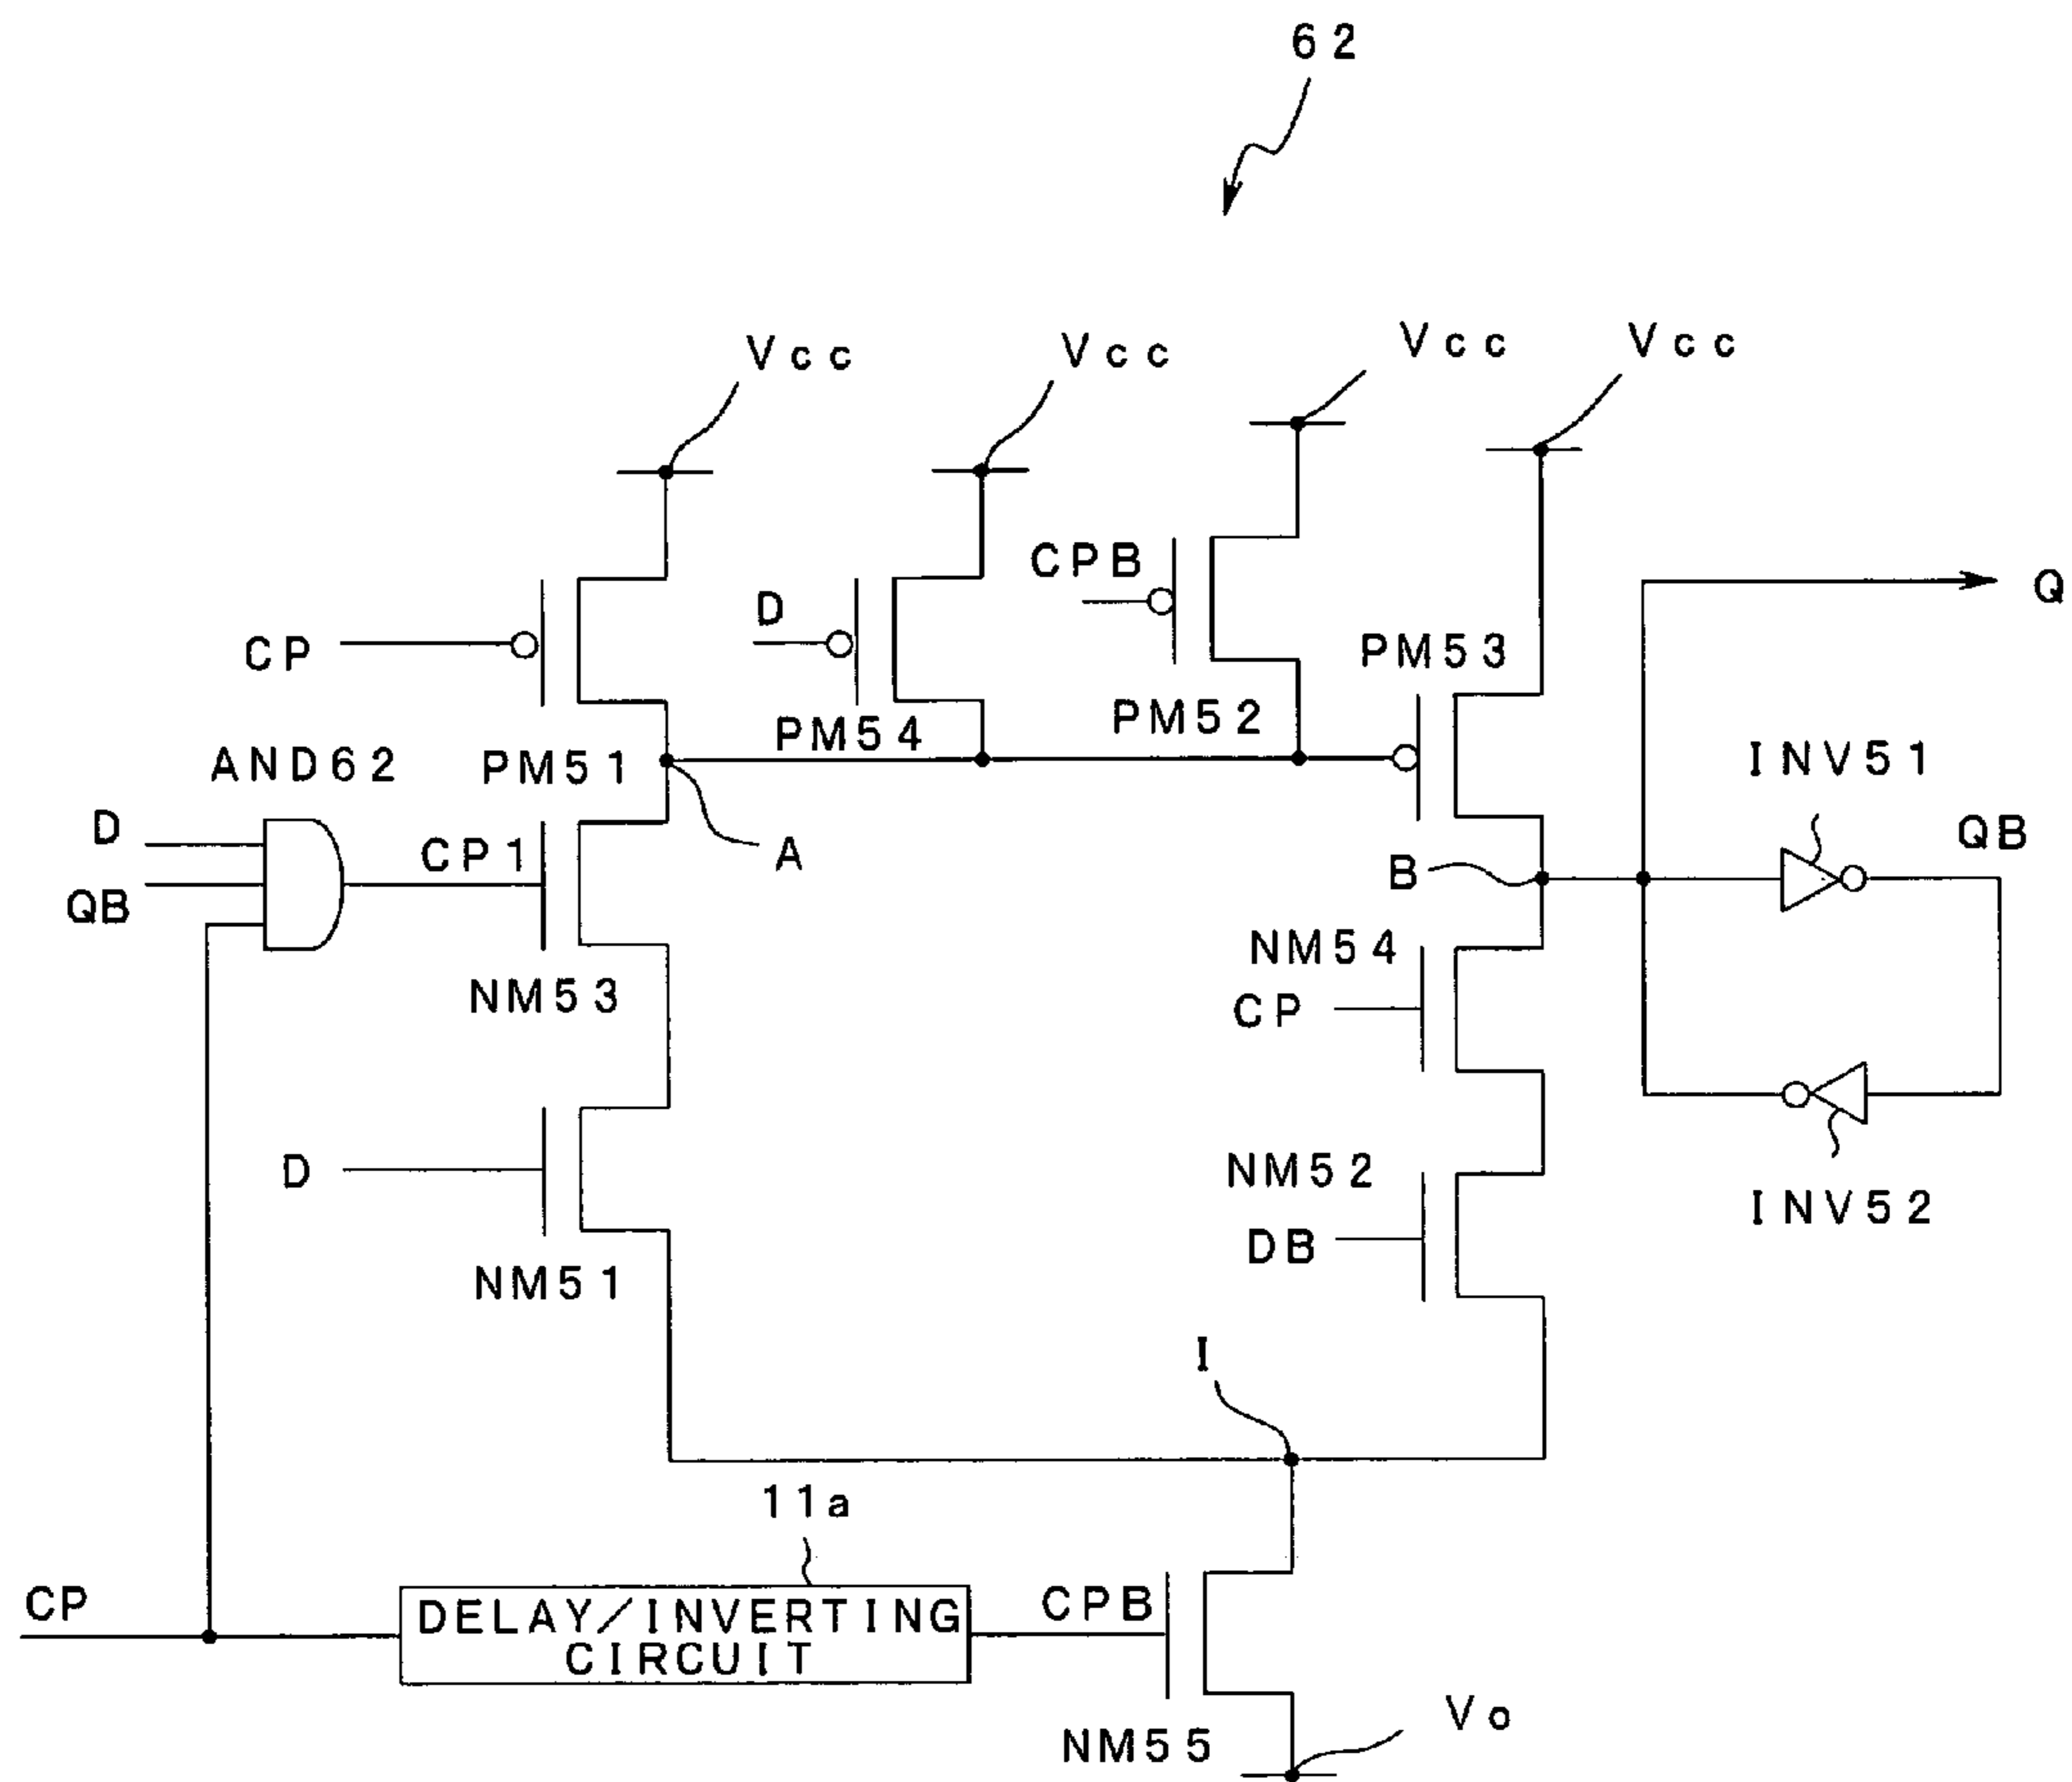 62
Vcc
Vcc
Vcc
Vcc
CPB
D
CP
Q
PM53
PM54
PM52
AND62
PM51
INV51
D
CP1
A
B
QB
QB
NM54
NM53
CP
D
NM52
INV52
DB
NM51
I
11a
CP
DELAY/INVERTING
CIRCUIT
CPB
NM55
Vo